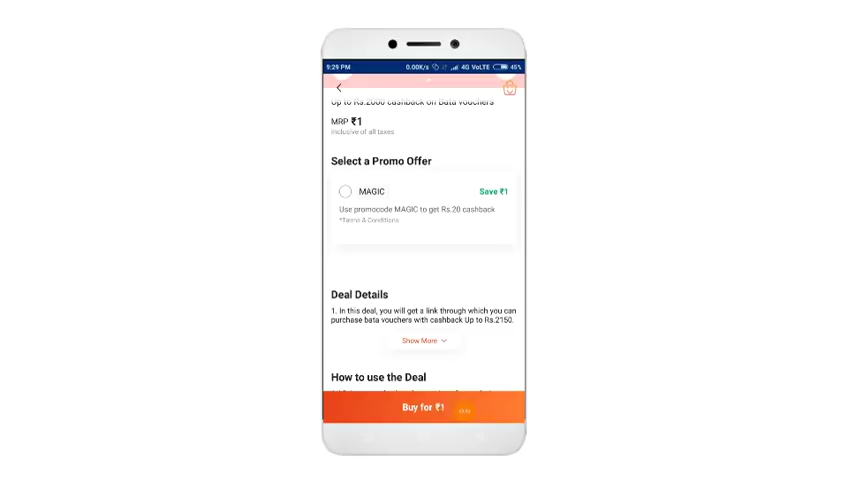 9:29 PM 0.00K/s 4G VoLTE 45%
Up to Rs.2000 cashback on Bata vouchers
MRP ₹1
Inclusive of all taxes
Select a Promo Offer
MAGIC Save ₹1
Use promocode MAGIC to get Rs.20 cashback
*Terms & Conditions
Deal Details
1. In this deal, you will get a link through which you can
purchase bata vouchers with cashback Up to Rs.2150.
Show More
How to use the Deal
Buy for ₹1